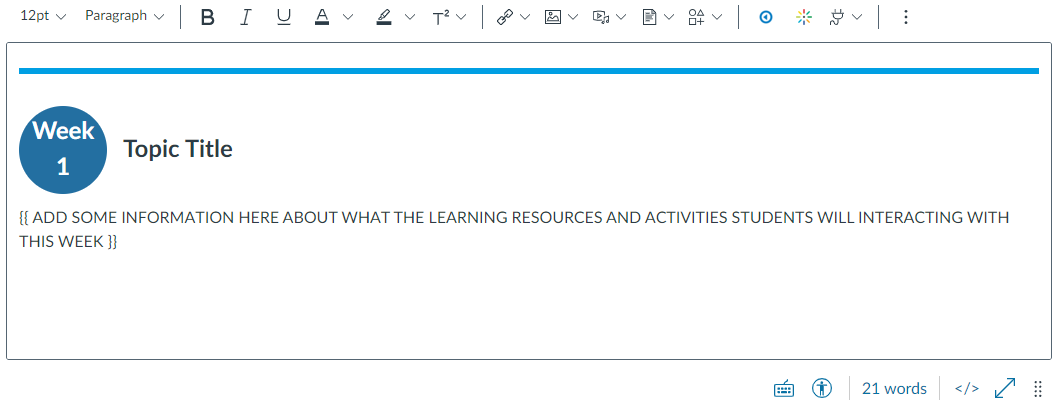 12pt Paragraph B I U A T²
Week
1
Topic Title
{{ ADD SOME INFORMATION HERE ABOUT WHAT THE LEARNING RESOURCES AND ACTIVITIES STUDENTS WILL INTERACTING WITH
THIS WEEK }}
21 words </>